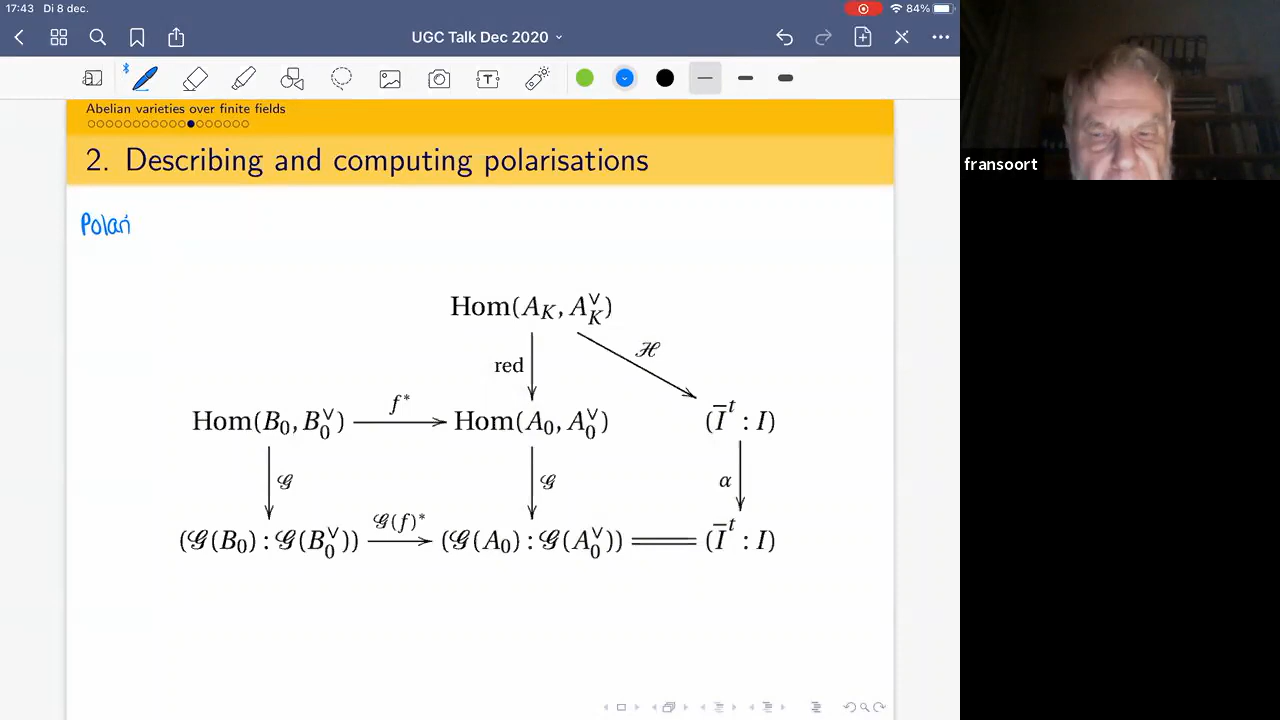 17:43 Di 8 dec. 84%
UGC Talk Dec 2020
Abelian varieties over finite fields
2. Describing and computing polarisations
fransoort
Polari
Hom(A_K, A_K^∨)
red ℋ
f*
Hom(B_0, B_0^∨) Hom(A_0, A_0^∨) (I̅^t : I)
𝒢 𝒢 α
𝒢(f)*
(𝒢(B_0) : 𝒢(B_0^∨)) (𝒢(A_0) : 𝒢(A_0^∨)) (I̅^t : I)